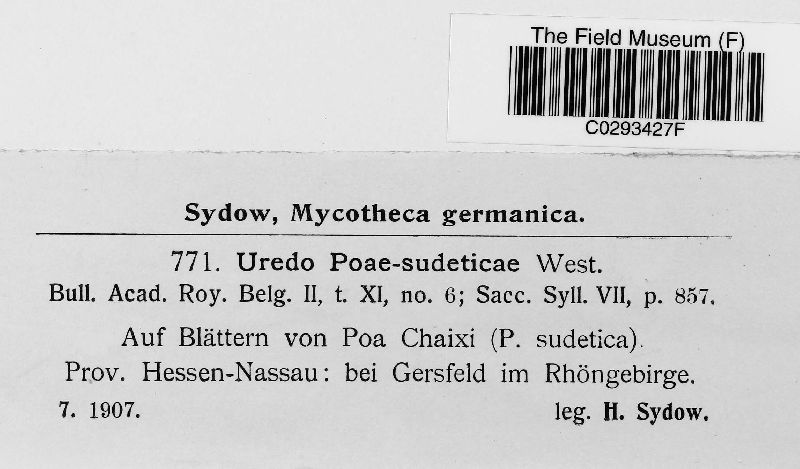 The Field Museum (F)
C0293427F
Sydow, Mycotheca germanica.
771. Uredo Poae-sudeticae West.
Bull. Acad. Roy. Belg. II, t. XI, no. 6; Sacc. Syll. VII, p. 857.
Auf Blättern von Poa Chaixi (P. sudetica).
Prov. Hessen-Nassau: bei Gersfeld im Rhöngebirge.
7. 1907. leg. H. Sydow.